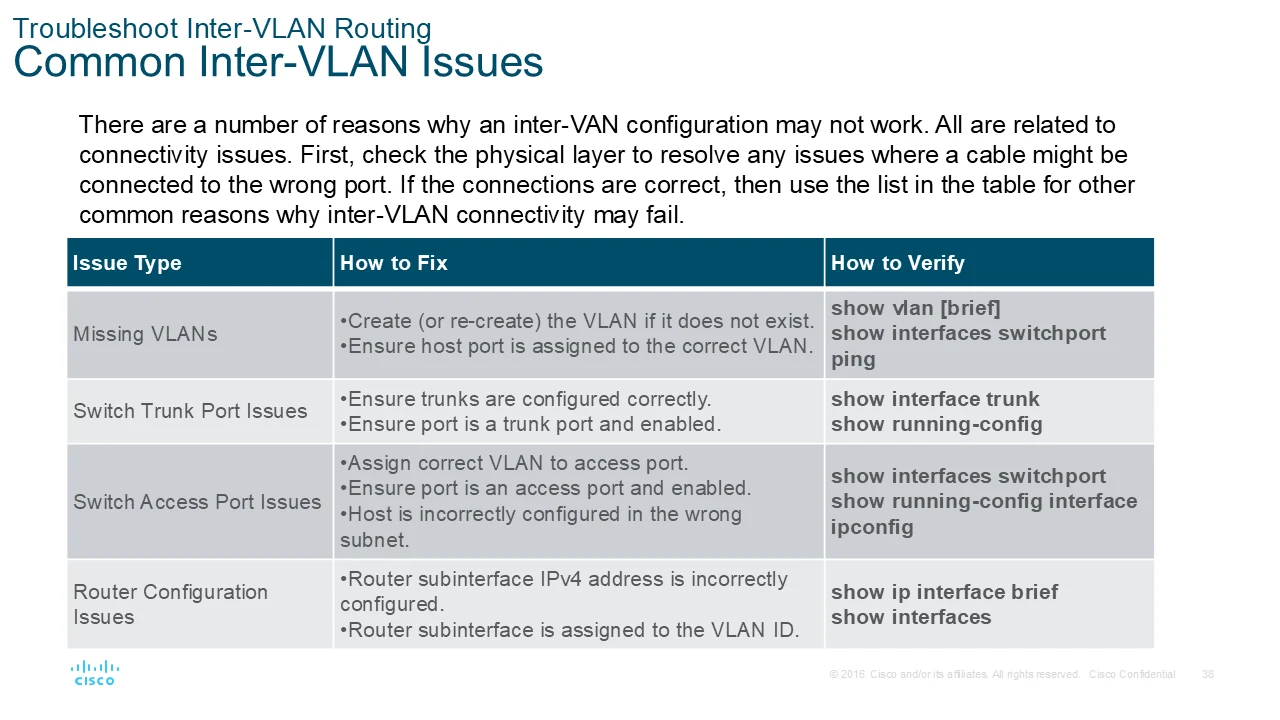 Troubleshoot Inter-VLAN Routing
Common Inter-VLAN Issues
There are a number of reasons why an inter-VAN configuration may not work. All are related to
connectivity issues. First, check the physical layer to resolve any issues where a cable might be
connected to the wrong port. If the connections are correct, then use the list in the table for other
common reasons why inter-VLAN connectivity may fail.
Issue Type
How to Fix
How to Verify
Missing VLANs
•Create (or re-create) the VLAN if it does not exist.
•Ensure host port is assigned to the correct VLAN.
show vlan [brief]
show interfaces switchport
ping
Switch Trunk Port Issues
•Ensure trunks are configured correctly.
•Ensure port is a trunk port and enabled.
show interface trunk
show running-config
Switch Access Port Issues
•Assign correct VLAN to access port.
•Ensure port is an access port and enabled.
•Host is incorrectly configured in the wrong
subnet.
show interfaces switchport
show running-config interface
ipconfig
Router Configuration
Issues
•Router subinterface IPv4 address is incorrectly
configured.
•Router subinterface is assigned to the VLAN ID.
show ip interface brief
show interfaces
CISCO
© 2016 Cisco and/or its affiliates. All rights reserved. Cisco Confidential
38